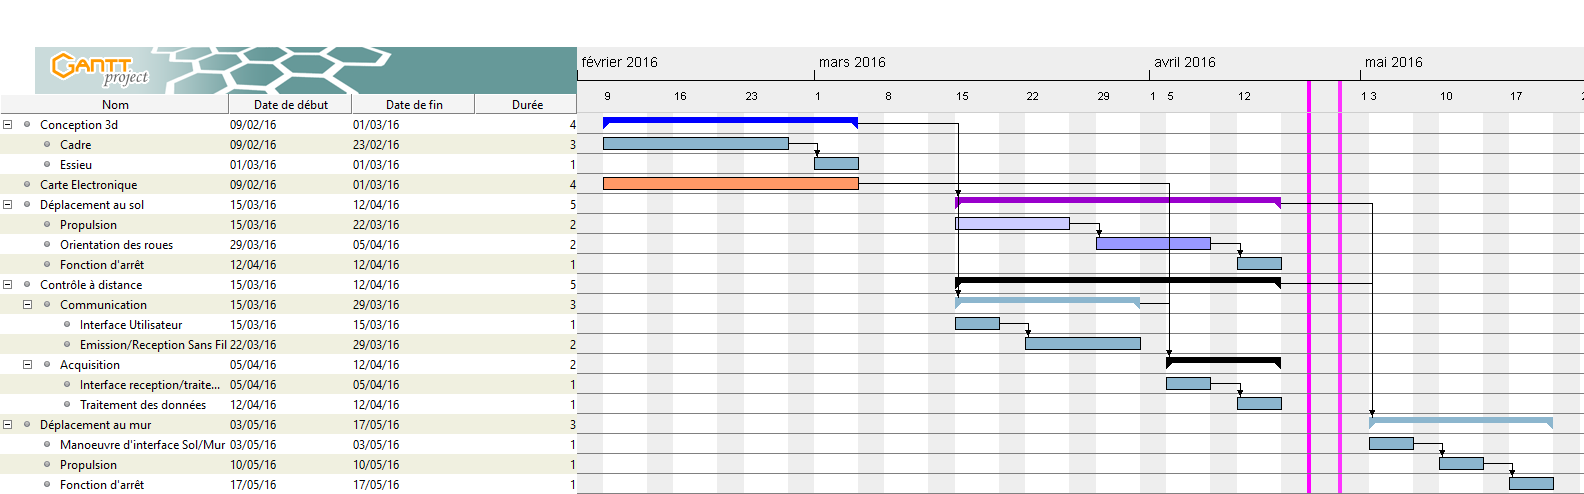 GANTT
project
février 2016 mars 2016 avril 2016 mai 2016
Nom Date de début Date de fin Durée
9 16 23 1 8 15 22 29 1 5 12 1 3 10 17 2
Conception 3d 09/02/16 01/03/16 4
Cadre 09/02/16 23/02/16 3
Essieu 01/03/16 01/03/16 1
Carte Electronique 09/02/16 01/03/16 4
Déplacement au sol 15/03/16 12/04/16 5
Propulsion 15/03/16 22/03/16 2
Orientation des roues 29/03/16 05/04/16 2
Fonction d'arrêt 12/04/16 12/04/16 1
Contrôle à distance 15/03/16 12/04/16 5
Communication 15/03/16 29/03/16 3
Interface Utilisateur 15/03/16 15/03/16 1
Emission/Reception Sans Fil 22/03/16 29/03/16 2
Acquisition 05/04/16 12/04/16 2
Interface reception/traite... 05/04/16 05/04/16 1
Traitement des données 12/04/16 12/04/16 1
Déplacement au mur 03/05/16 17/05/16 3
Manoeuvre d'interface Sol/Mur 03/05/16 03/05/16 1
Propulsion 10/05/16 10/05/16 1
Fonction d'arrêt 17/05/16 17/05/16 1